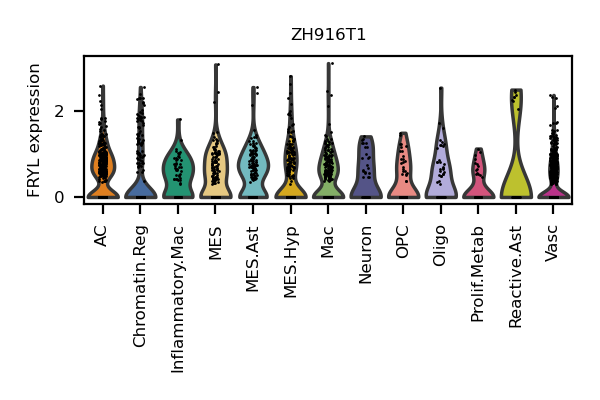 ZH916T1
FRYL expression
2
0
AC
Chromatin.Reg
Inflammatory.Mac
MES
MES.Ast
MES.Hyp
Mac
Neuron
OPC
Oligo
Prolif.Metab
Reactive.Ast
Vasc